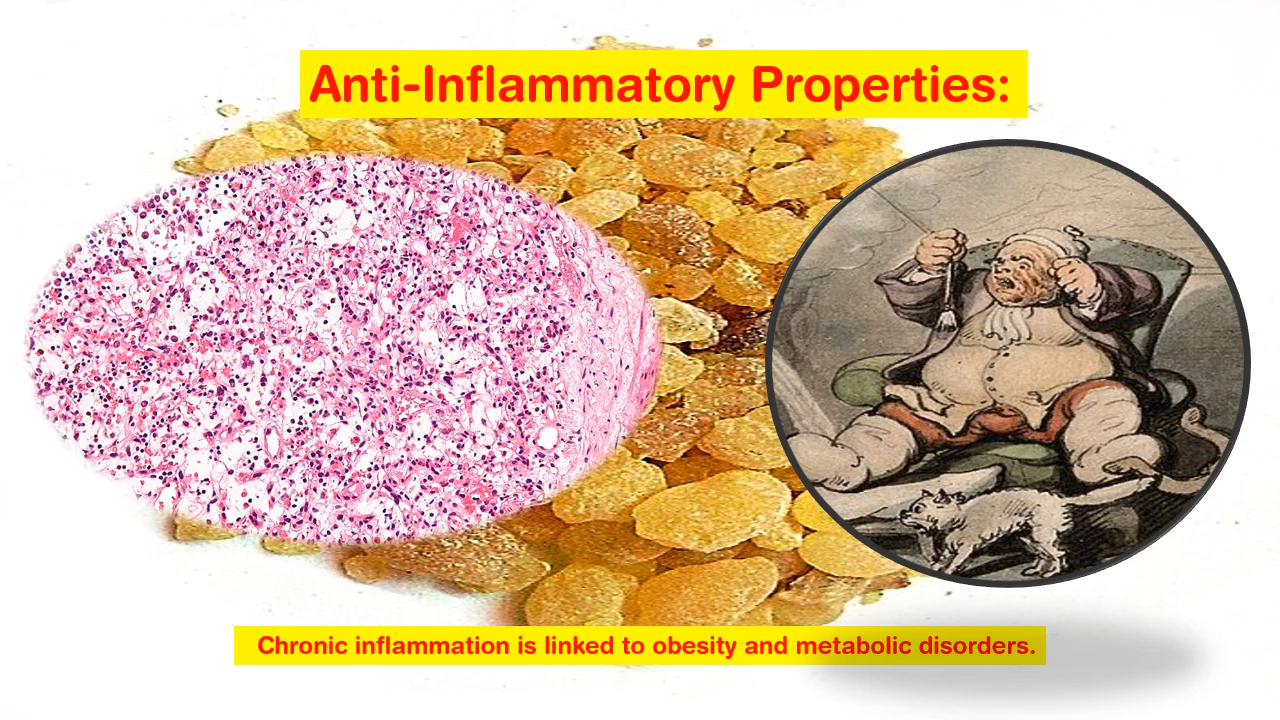 Anti-Inflammatory Properties:
Chronic inflammation is linked to obesity and metabolic disorders.